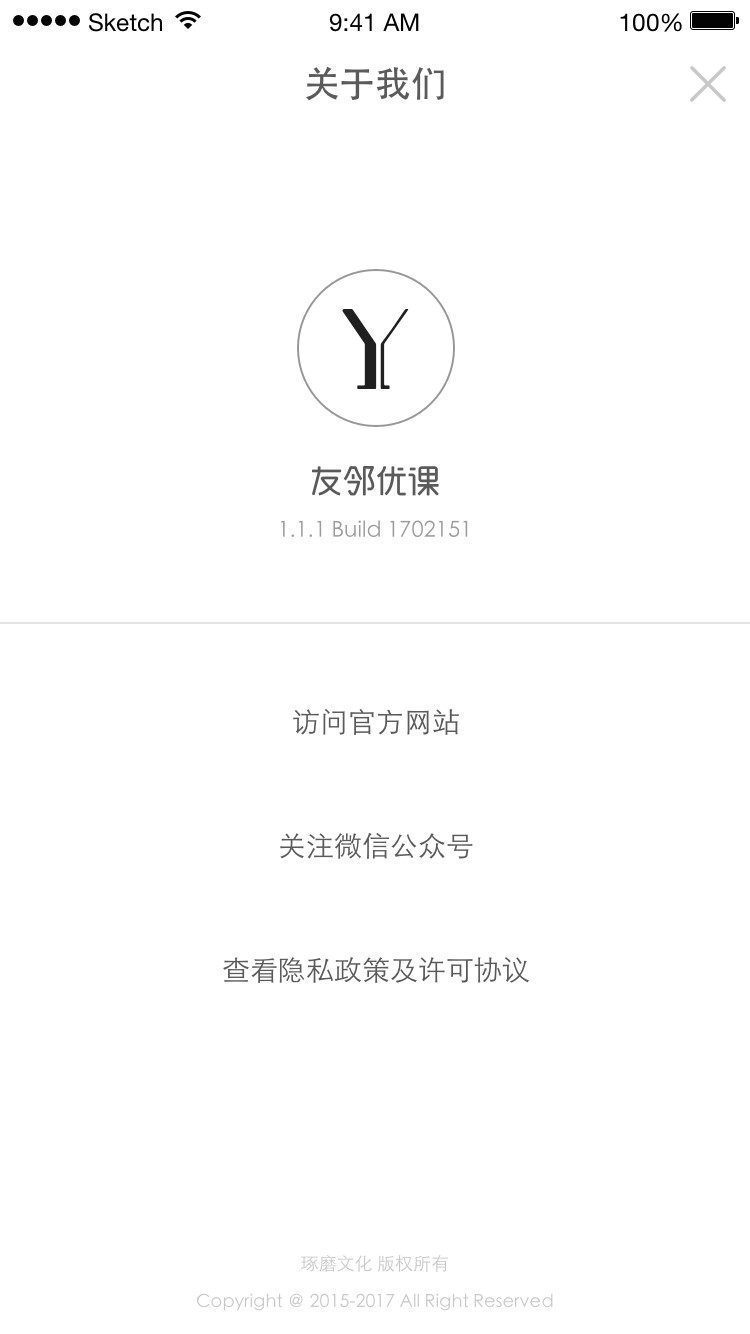 ●●●●● Sketch 9:41 AM 100%
关于我们
Y
友邻优课
1.1.1 Build 1702151
访问官方网站
关注微信公众号
查看隐私政策及许可协议
琢磨文化 版权所有
Copyright @ 2015-2017 All Right Reserved